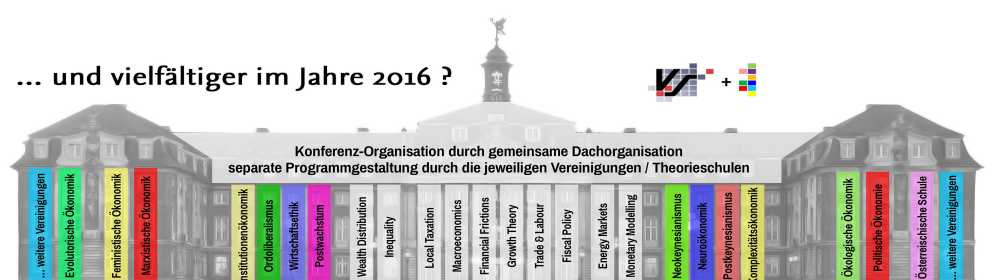 ... und vielfältiger im Jahre 2016 ?
VfS +
Konferenz-Organisation durch gemeinsame Dachorganisation
separate Programmgestaltung durch die jeweiligen Vereinigungen / Theorieschulen
... weitere Vereinigungen
Evolutorische Ökonomik
Feministische Ökonomik
Marxistische Ökonomik
Institutionenökonomik
Ordoliberalismus
Wirtschaftsethik
Postwachstum
Wealth Distribution
Inequality
Local Taxation
Macroeconomics
Financial Frictions
Growth Theory
Trade & Labour
Fiscal Policy
Energy Markets
Monetary Modelling
Neokeynesianismus
Neuroökonomik
Postkeynesianismus
Komplexitätsökonomik
Ökologische Ökonomik
Politische Ökonomie
Österreichische Schule
... weitere Vereinigungen